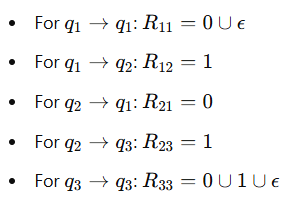 • For q₁ → q₁: R₁₁ = 0 ∪ ϵ
• For q₁ → q₂: R₁₂ = 1
• For q₂ → q₁: R₂₁ = 0
• For q₂ → q₃: R₂₃ = 1
• For q₃ → q₃: R₃₃ = 0 ∪ 1 ∪ ϵ